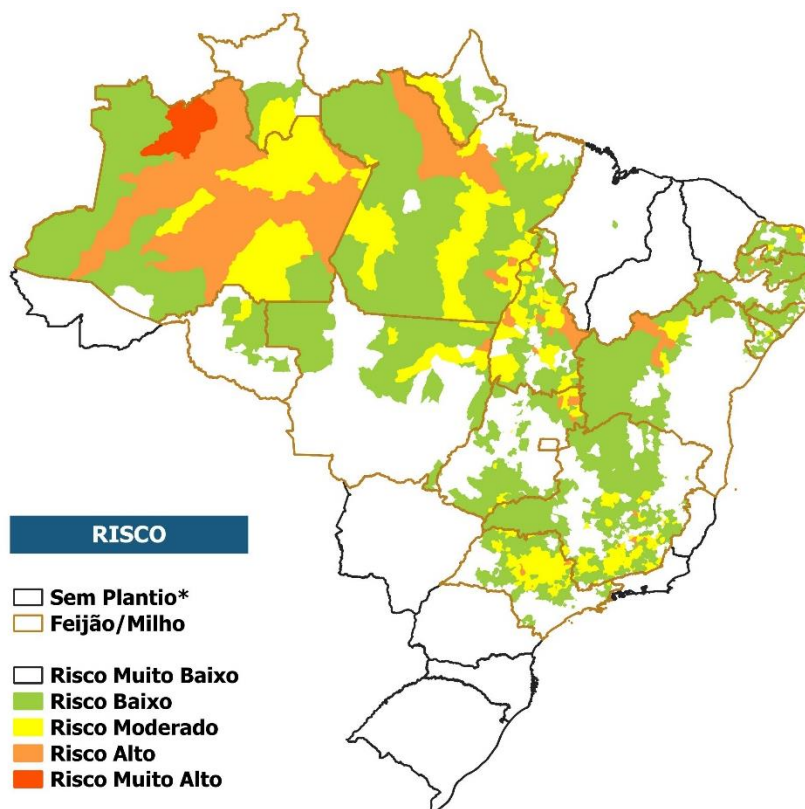 RISCO
Sem Plantio*
Feijão/Milho
Risco Muito Baixo
Risco Baixo
Risco Moderado
Risco Alto
Risco Muito Alto